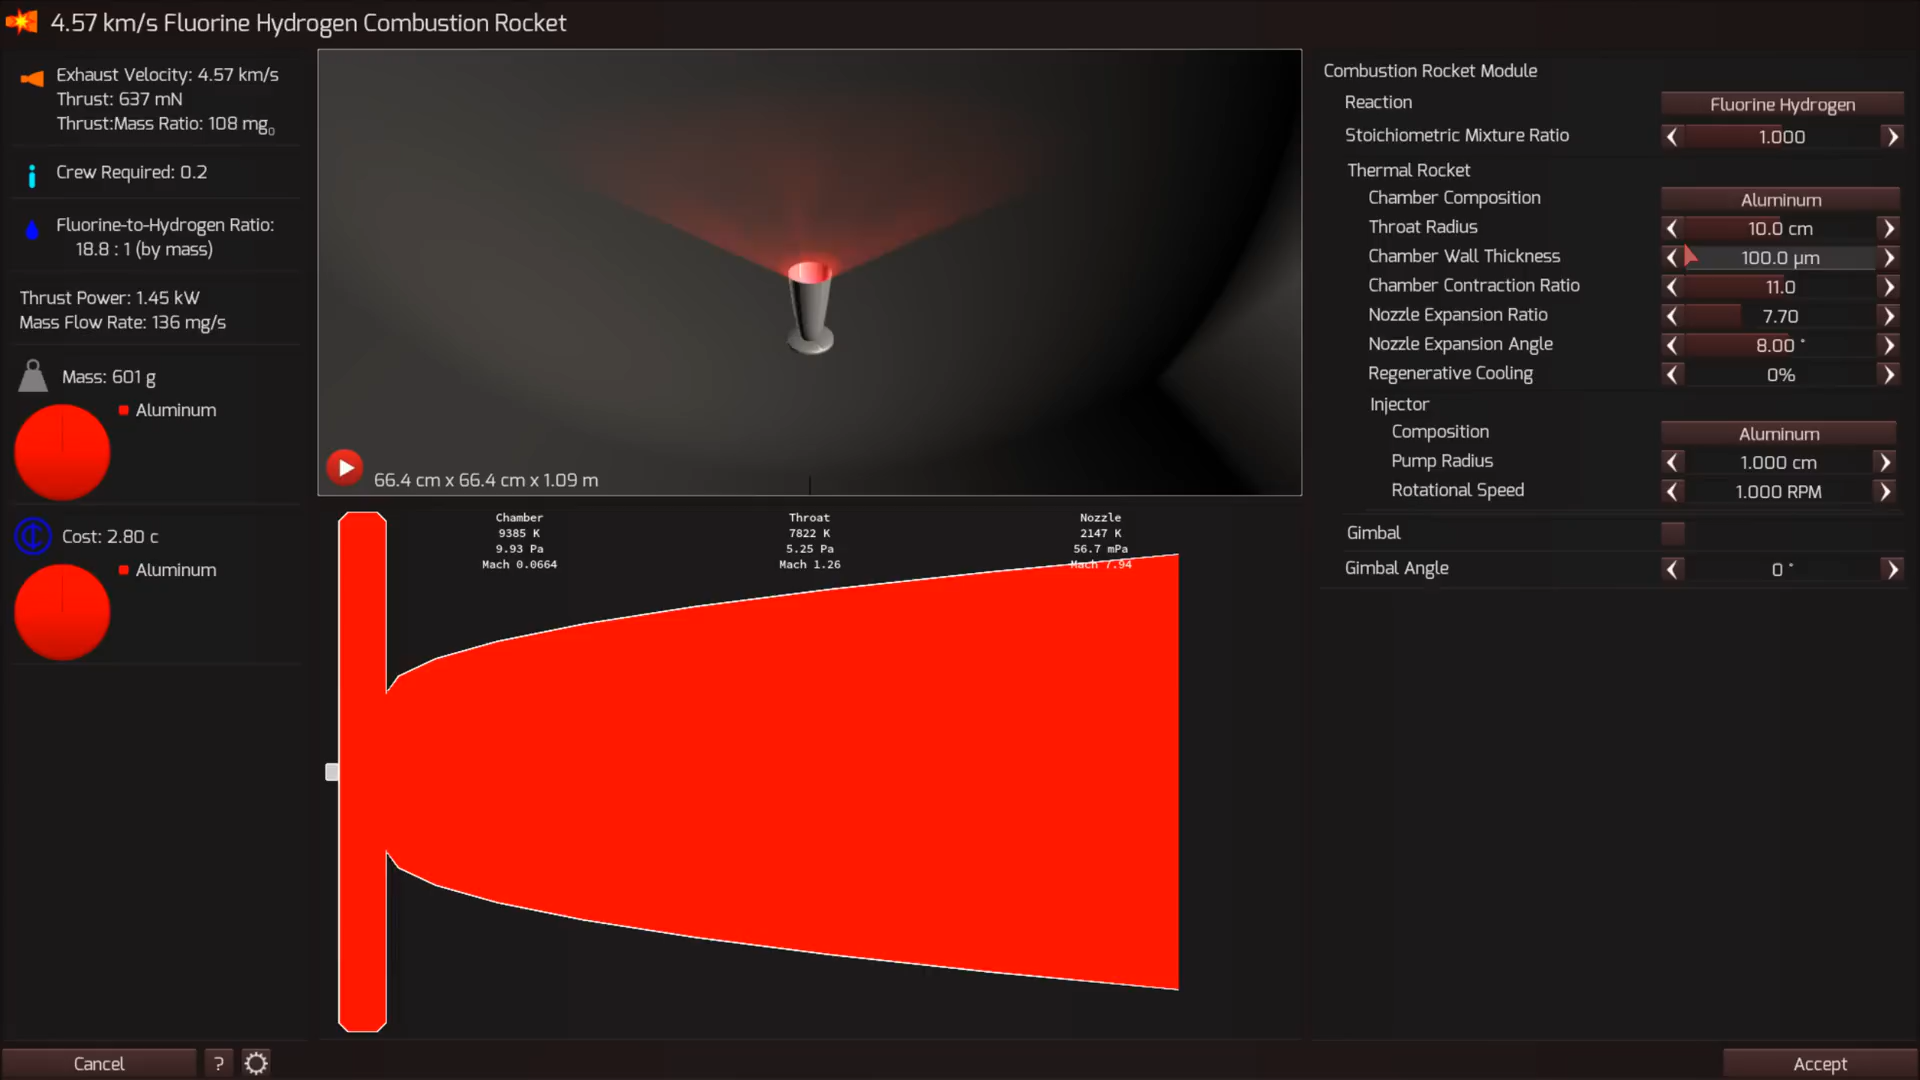 4.57 km/s Fluorine Hydrogen Combustion Rocket
Exhaust Velocity: 4.57 km/s
Thrust: 637 mN
Thrust:Mass Ratio: 108 mg₀
Crew Required: 0.2
Fluorine-to-Hydrogen Ratio:
18.8 : 1 (by mass)
Thrust Power: 1.45 kW
Mass Flow Rate: 136 mg/s
Mass: 601 g
Aluminum
Cost: 2.80 c
Aluminum
66.4 cm x 66.4 cm x 1.09 m
Chamber
9385 K
9.93 Pa
Mach 0.0664
Throat
7822 K
5.25 Pa
Mach 1.26
Nozzle
2147 K
56.7 mPa
Mach 7.94
Combustion Rocket Module
Reaction Fluorine Hydrogen
Stoichiometric Mixture Ratio 1.000
Thermal Rocket
Chamber Composition Aluminum
Throat Radius 10.0 cm
Chamber Wall Thickness 100.0 µm
Chamber Contraction Ratio 11.0
Nozzle Expansion Ratio 7.70
Nozzle Expansion Angle 8.00 °
Regenerative Cooling 0%
Injector
Composition Aluminum
Pump Radius 1.000 cm
Rotational Speed 1.000 RPM
Gimbal
Gimbal Angle 0 °
Cancel ? Accept